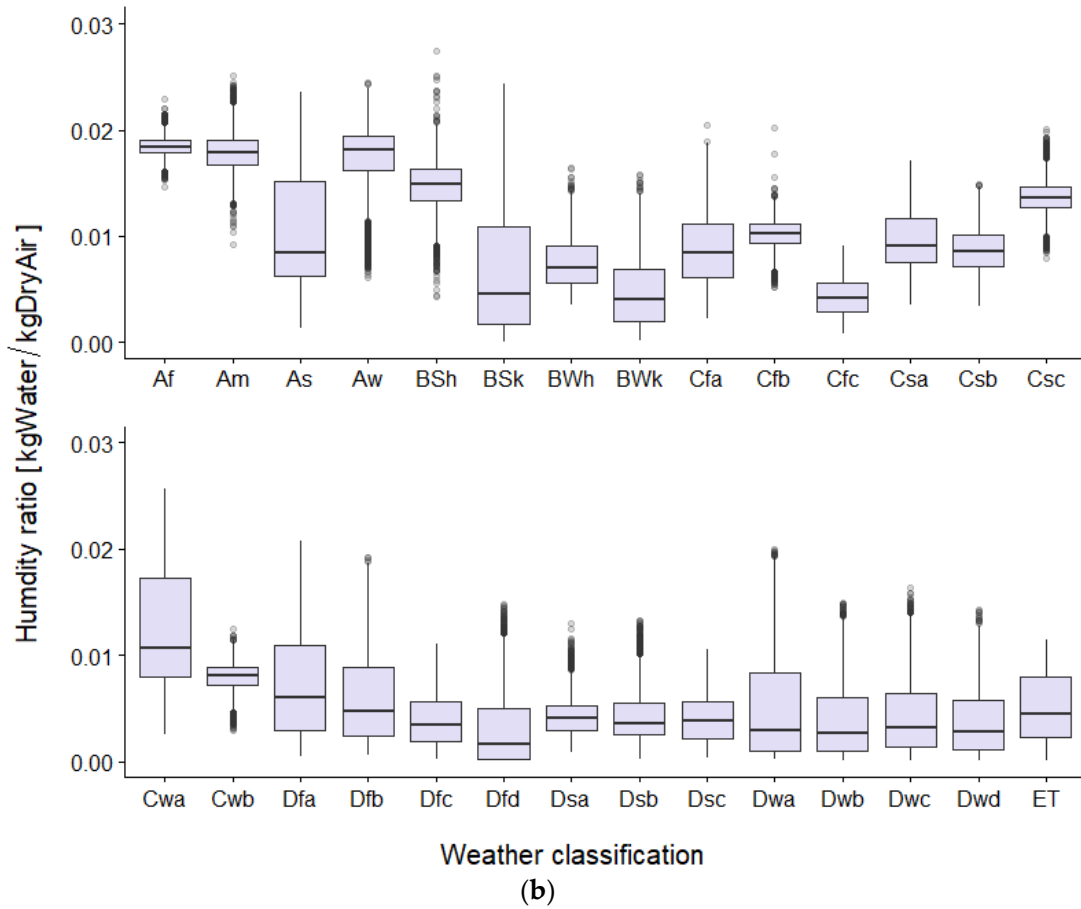 0.03
0.02
0.01
0.00
Af Am As Aw BSh BSk BWh BWk Cfa Cfb Cfc Csa Csb Csc
Humdity ratio [kgWater/kgDryAir]
0.03
0.02
0.01
0.00
Cwa Cwb Dfa Dfb Dfc Dfd Dsa Dsb Dsc Dwa Dwb Dwc Dwd ET
Weather classification
(b)